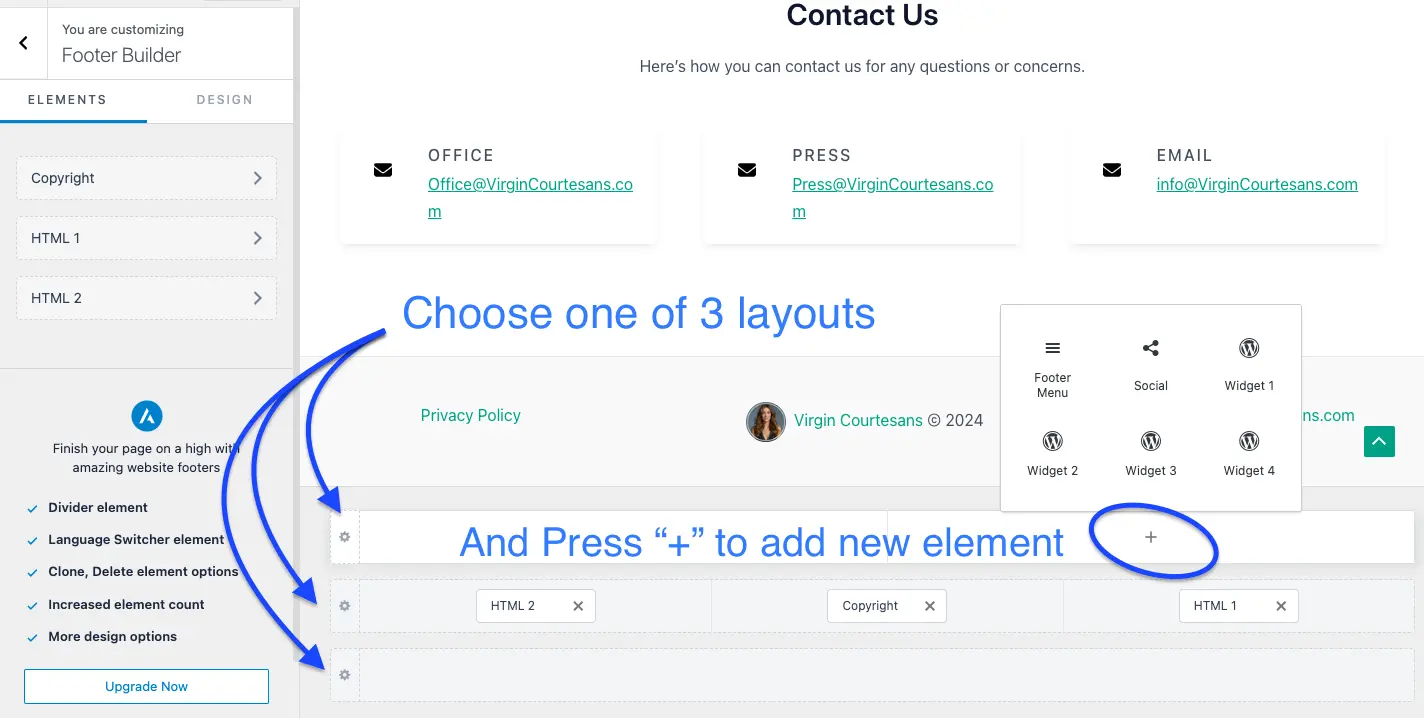 You are customizing
Footer Builder
ELEMENTS
DESIGN
Copyright
HTML 1
HTML 2
Finish your page on a high with
amazing website footers
Divider element
Language Switcher element
Clone, Delete element options
Increased element count
More design options
Upgrade Now
Contact Us
Here’s how you can contact us for any questions or concerns.
OFFICE
Office@VirginCourtesans.co
m
PRESS
Press@VirginCourtesans.co
m
EMAIL
info@VirginCourtesans.com
Choose one of 3 layouts
Footer
Menu
Social
Widget 1
Widget 2
Widget 3
Widget 4
Privacy Policy
Virgin Courtesans © 2024
ns.com
And Press “+” to add new element
+
HTML 2
Copyright
HTML 1